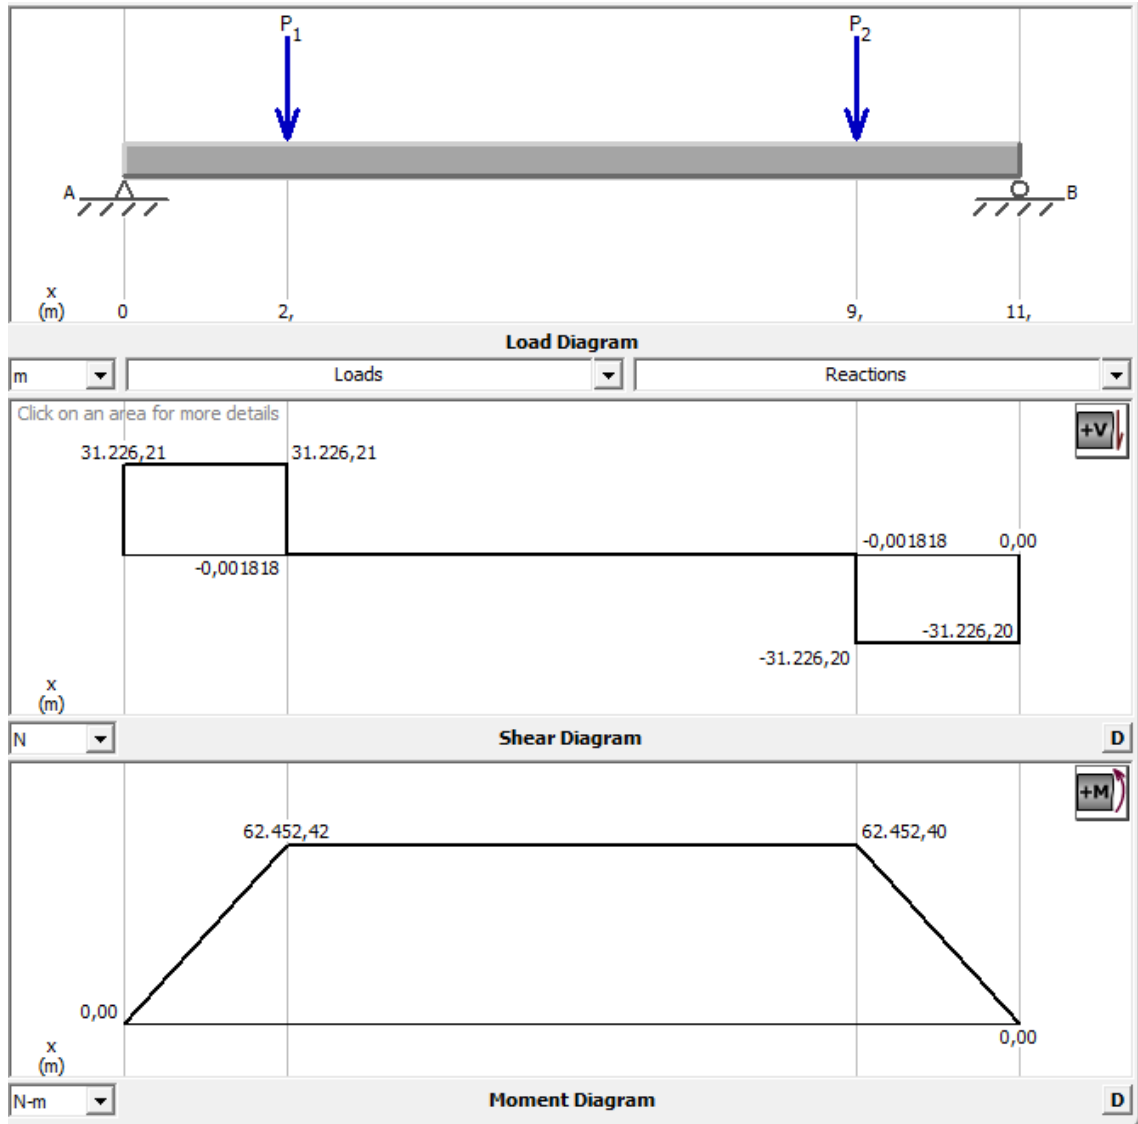 P1 P2
A B
x
(m) 0 2, 9, 11,
Load Diagram
m Loads Reactions
Click on an area for more details
+V
31.226,21 31.226,21
-0,001818 0,00
-0,001818
-31.226,20
-31.226,20
x
(m)
N Shear Diagram D
+M
62.452,42 62.452,40
0,00
0,00
x
(m)
N-m Moment Diagram D